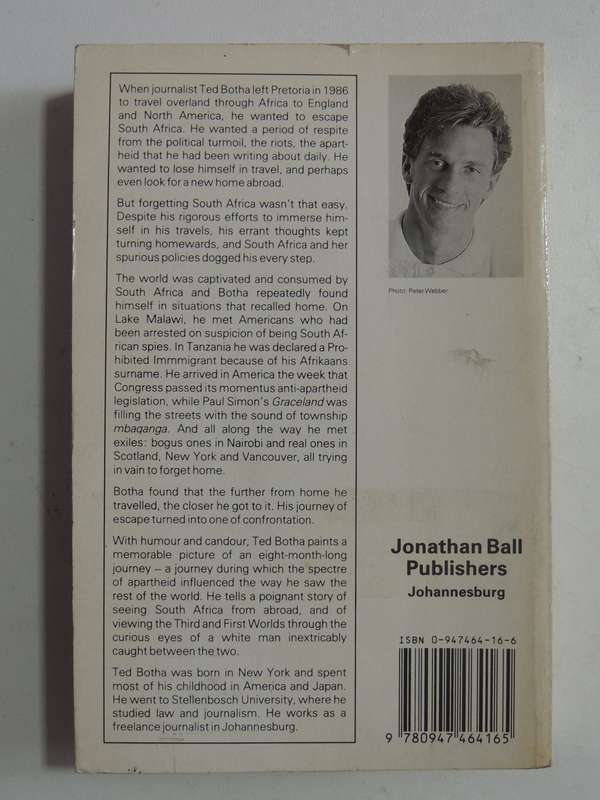 When journalist Ted Botha left Pretoria in 1986
to travel overland through Africa to England
and North America, he wanted to escape
South Africa. He wanted a period of respite
from the political turmoil, the riots, the apart-
heid that he had been writing about daily. He
wanted to lose himself in travel, and perhaps
even look for a new home abroad.
But forgetting South Africa wasn't that easy.
Despite his rigorous efforts to immerse him-
self in his travels, his errant thoughts kept
turning homewards, and South Africa and her
spurious policies dogged his every step.
The world was captivated and consumed by
South Africa and Botha repeatedly found
himself in situations that recalled home. On
Lake Malawi, he met Americans who had
been arrested on suspicion of being South Af-
rican spies. In Tanzania he was declared a Pro-
hibited Immmigrant because of his Afrikaans
surname. He arrived in America the week that
Congress passed its momentus anti-apartheid
legislation, while Paul Simon's Graceland was
filling the streets with the sound of township
mbaqanga. And all along the way he met
exiles: bogus ones in Nairobi and real ones in
Scotland, New York and Vancouver, all trying
in vain to forget home.
Botha found that the further from home he
travelled, the closer he got to it. His journey of
escape turned into one of confrontation.
With humour and candour, Ted Botha paints a
memorable picture of an eight-month-long
journey – a journey during which the spectre
of apartheid influenced the way he saw the
rest of the world. He tells a poignant story of
seeing South Africa from abroad, and of
viewing the Third and First Worlds through the
curious eyes of a white man inextricably
caught between the two.
Ted Botha was born in New York and spent
most of his childhood in America and Japan.
He went to Stellenbosch University, where he
studied law and journalism. He works as a
freelance journalist in Johannesburg.
Photo: Peter Webber
Jonathan Ball
Publishers
Johannesburg
ISBN 0-947464-16-6
9 780947 464165